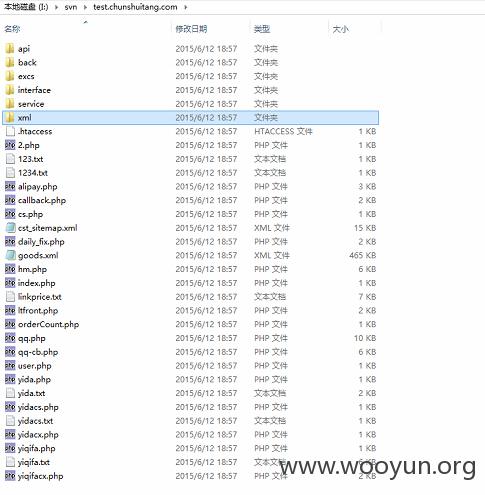 本地磁盘 (I:) ▸ svn ▸ test.chunshuitang.com ▸
名称 修改日期 类型 大小
api 2015/6/12 18:57 文件夹
back 2015/6/12 18:57 文件夹
excs 2015/6/12 18:57 文件夹
interface 2015/6/12 18:57 文件夹
service 2015/6/12 18:57 文件夹
xml 2015/6/12 18:57 文件夹
.htaccess 2015/6/12 18:57 HTACCESS 文件 1 KB
2.php 2015/6/12 18:57 PHP 文件 1 KB
123.txt 2015/6/12 18:57 文本文档 1 KB
1234.txt 2015/6/12 18:57 文本文档 1 KB
alipay.php 2015/6/12 18:57 PHP 文件 3 KB
callback.php 2015/6/12 18:57 PHP 文件 2 KB
cs.php 2015/6/12 18:57 PHP 文件 1 KB
cst_sitemap.xml 2015/6/12 18:57 XML 文件 15 KB
daily_fix.php 2015/6/12 18:57 PHP 文件 2 KB
goods.xml 2015/6/12 18:57 XML 文件 465 KB
hm.php 2015/6/12 18:57 PHP 文件 6 KB
index.php 2015/6/12 18:57 PHP 文件 1 KB
linkprice.txt 2015/6/12 18:57 文本文档 7 KB
ltfront.php 2015/6/12 18:57 PHP 文件 2 KB
orderCount.php 2015/6/12 18:57 PHP 文件 1 KB
qq.php 2015/6/12 18:57 PHP 文件 10 KB
qq-cb.php 2015/6/12 18:57 PHP 文件 6 KB
user.php 2015/6/12 18:57 PHP 文件 1 KB
yida.php 2015/6/12 18:57 PHP 文件 1 KB
yida.txt 2015/6/12 18:57 文本文档 2 KB
yidacs.php 2015/6/12 18:57 PHP 文件 1 KB
yidacs.txt 2015/6/12 18:57 文本文档 1 KB
yidacx.php 2015/6/12 18:57 PHP 文件 1 KB
yiqifa.php 2015/6/12 18:57 PHP 文件 1 KB
yiqifa.txt 2015/6/12 18:57 文本文档
yiqifacx.php 2015/6/12 18:57 PHP 文件 2 KB
www.wooyun.org